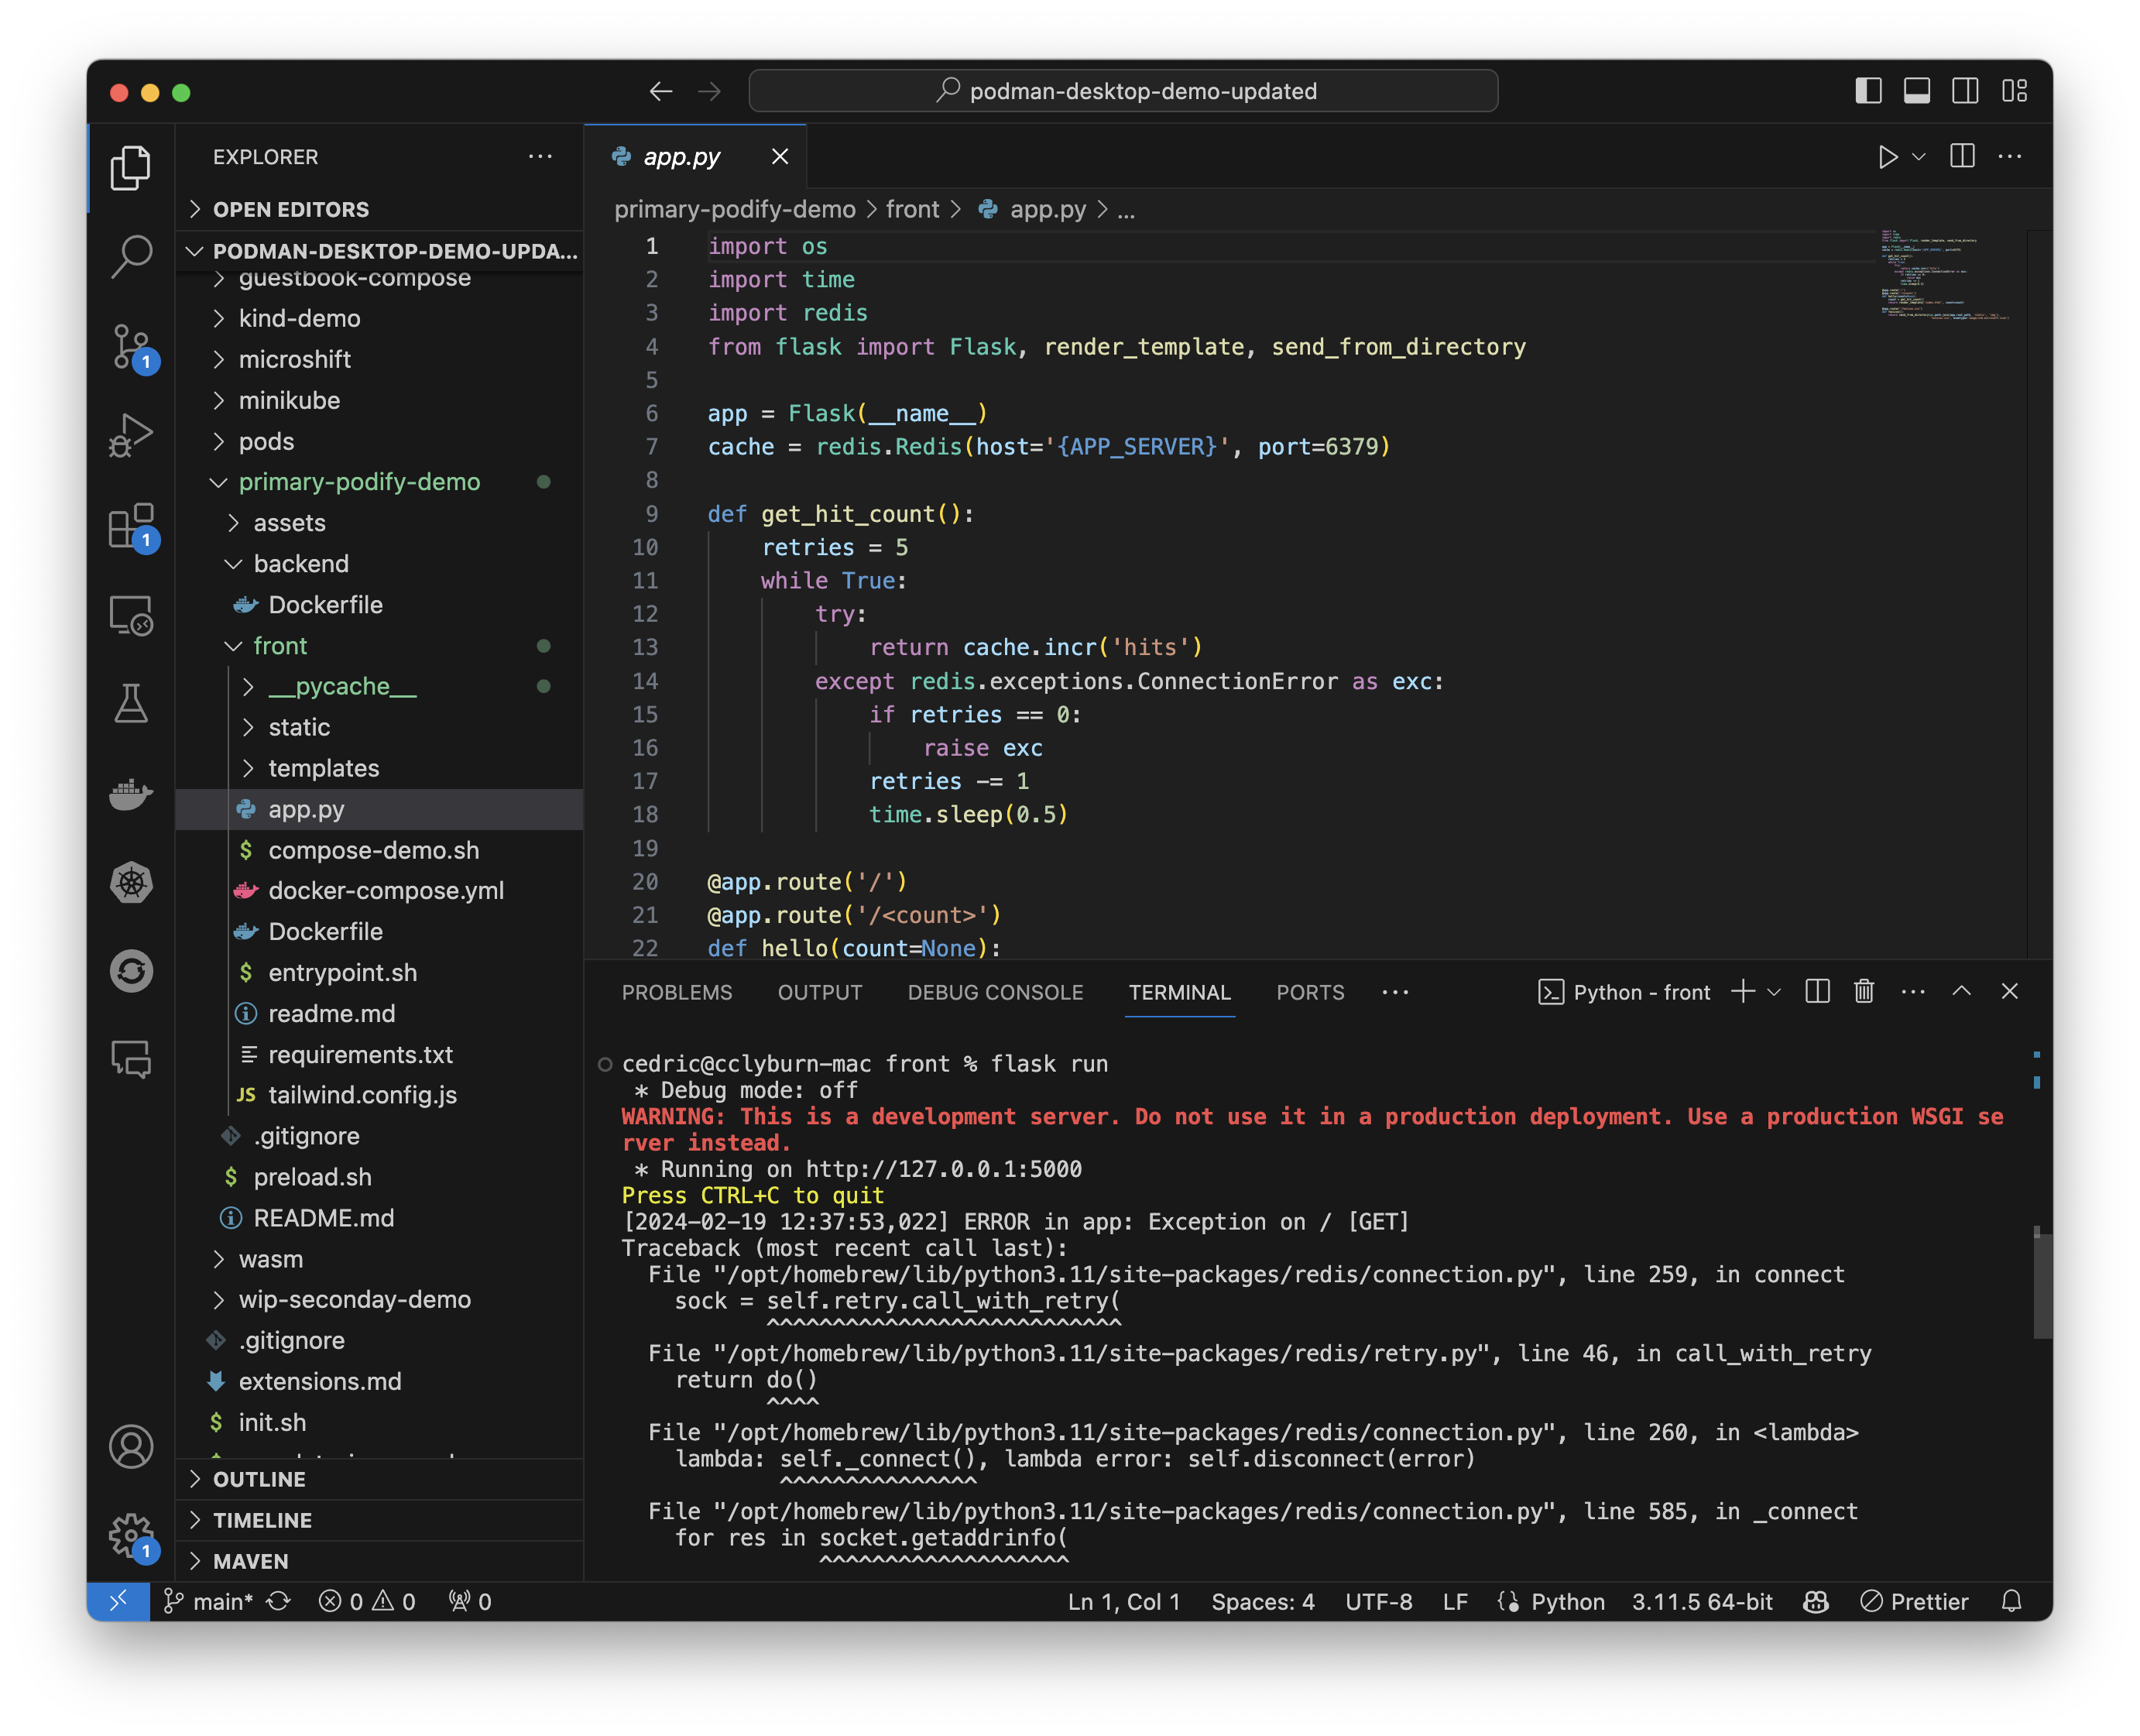 podman-desktop-demo-updated
EXPLORER
OPEN EDITORS
PODMAN-DESKTOP-DEMO-UPDA...
guestbook-compose
kind-demo
microshift
minikube
pods
primary-podify-demo
assets
backend
Dockerfile
front
__pycache__
static
templates
app.py
$ compose-demo.sh
docker-compose.yml
Dockerfile
$ entrypoint.sh
readme.md
requirements.txt
JS tailwind.config.js
.gitignore
$ preload.sh
README.md
wasm
wip-seconday-demo
.gitignore
extensions.md
$ init.sh
OUTLINE
TIMELINE
MAVEN
1
1
1
app.py
primary-podify-demo > front > app.py > ...
1 import os
2 import time
3 import redis
4 from flask import Flask, render_template, send_from_directory
5
6 app = Flask(__name__)
7 cache = redis.Redis(host='{APP_SERVER}', port=6379)
8
9 def get_hit_count():
10 retries = 5
11 while True:
12 try:
13 return cache.incr('hits')
14 except redis.exceptions.ConnectionError as exc:
15 if retries == 0:
16 raise exc
17 retries -= 1
18 time.sleep(0.5)
19
20 @app.route('/')
21 @app.route('/<count>')
22 def hello(count=None):
PROBLEMS OUTPUT DEBUG CONSOLE TERMINAL PORTS ... Python - front
cedric@cclyburn-mac front % flask run
* Debug mode: off
WARNING: This is a development server. Do not use it in a production deployment. Use a production WSGI se
rver instead.
* Running on http://127.0.0.1:5000
Press CTRL+C to quit
[2024-02-19 12:37:53,022] ERROR in app: Exception on / [GET]
Traceback (most recent call last):
File "/opt/homebrew/lib/python3.11/site-packages/redis/connection.py", line 259, in connect
sock = self.retry.call_with_retry(
^^^^^^^^^^^^^^^^^^^^^^^^^^^
File "/opt/homebrew/lib/python3.11/site-packages/redis/retry.py", line 46, in call_with_retry
return do()
^^^^
File "/opt/homebrew/lib/python3.11/site-packages/redis/connection.py", line 260, in <lambda>
lambda: self._connect(), lambda error: self.disconnect(error)
^^^^^^^^^^^^^^^
File "/opt/homebrew/lib/python3.11/site-packages/redis/connection.py", line 585, in _connect
for res in socket.getaddrinfo(
^^^^^^^^^^^^^^^^^^^
main* 0 0 0 Ln 1, Col 1 Spaces: 4 UTF-8 LF Python 3.11.5 64-bit Prettier